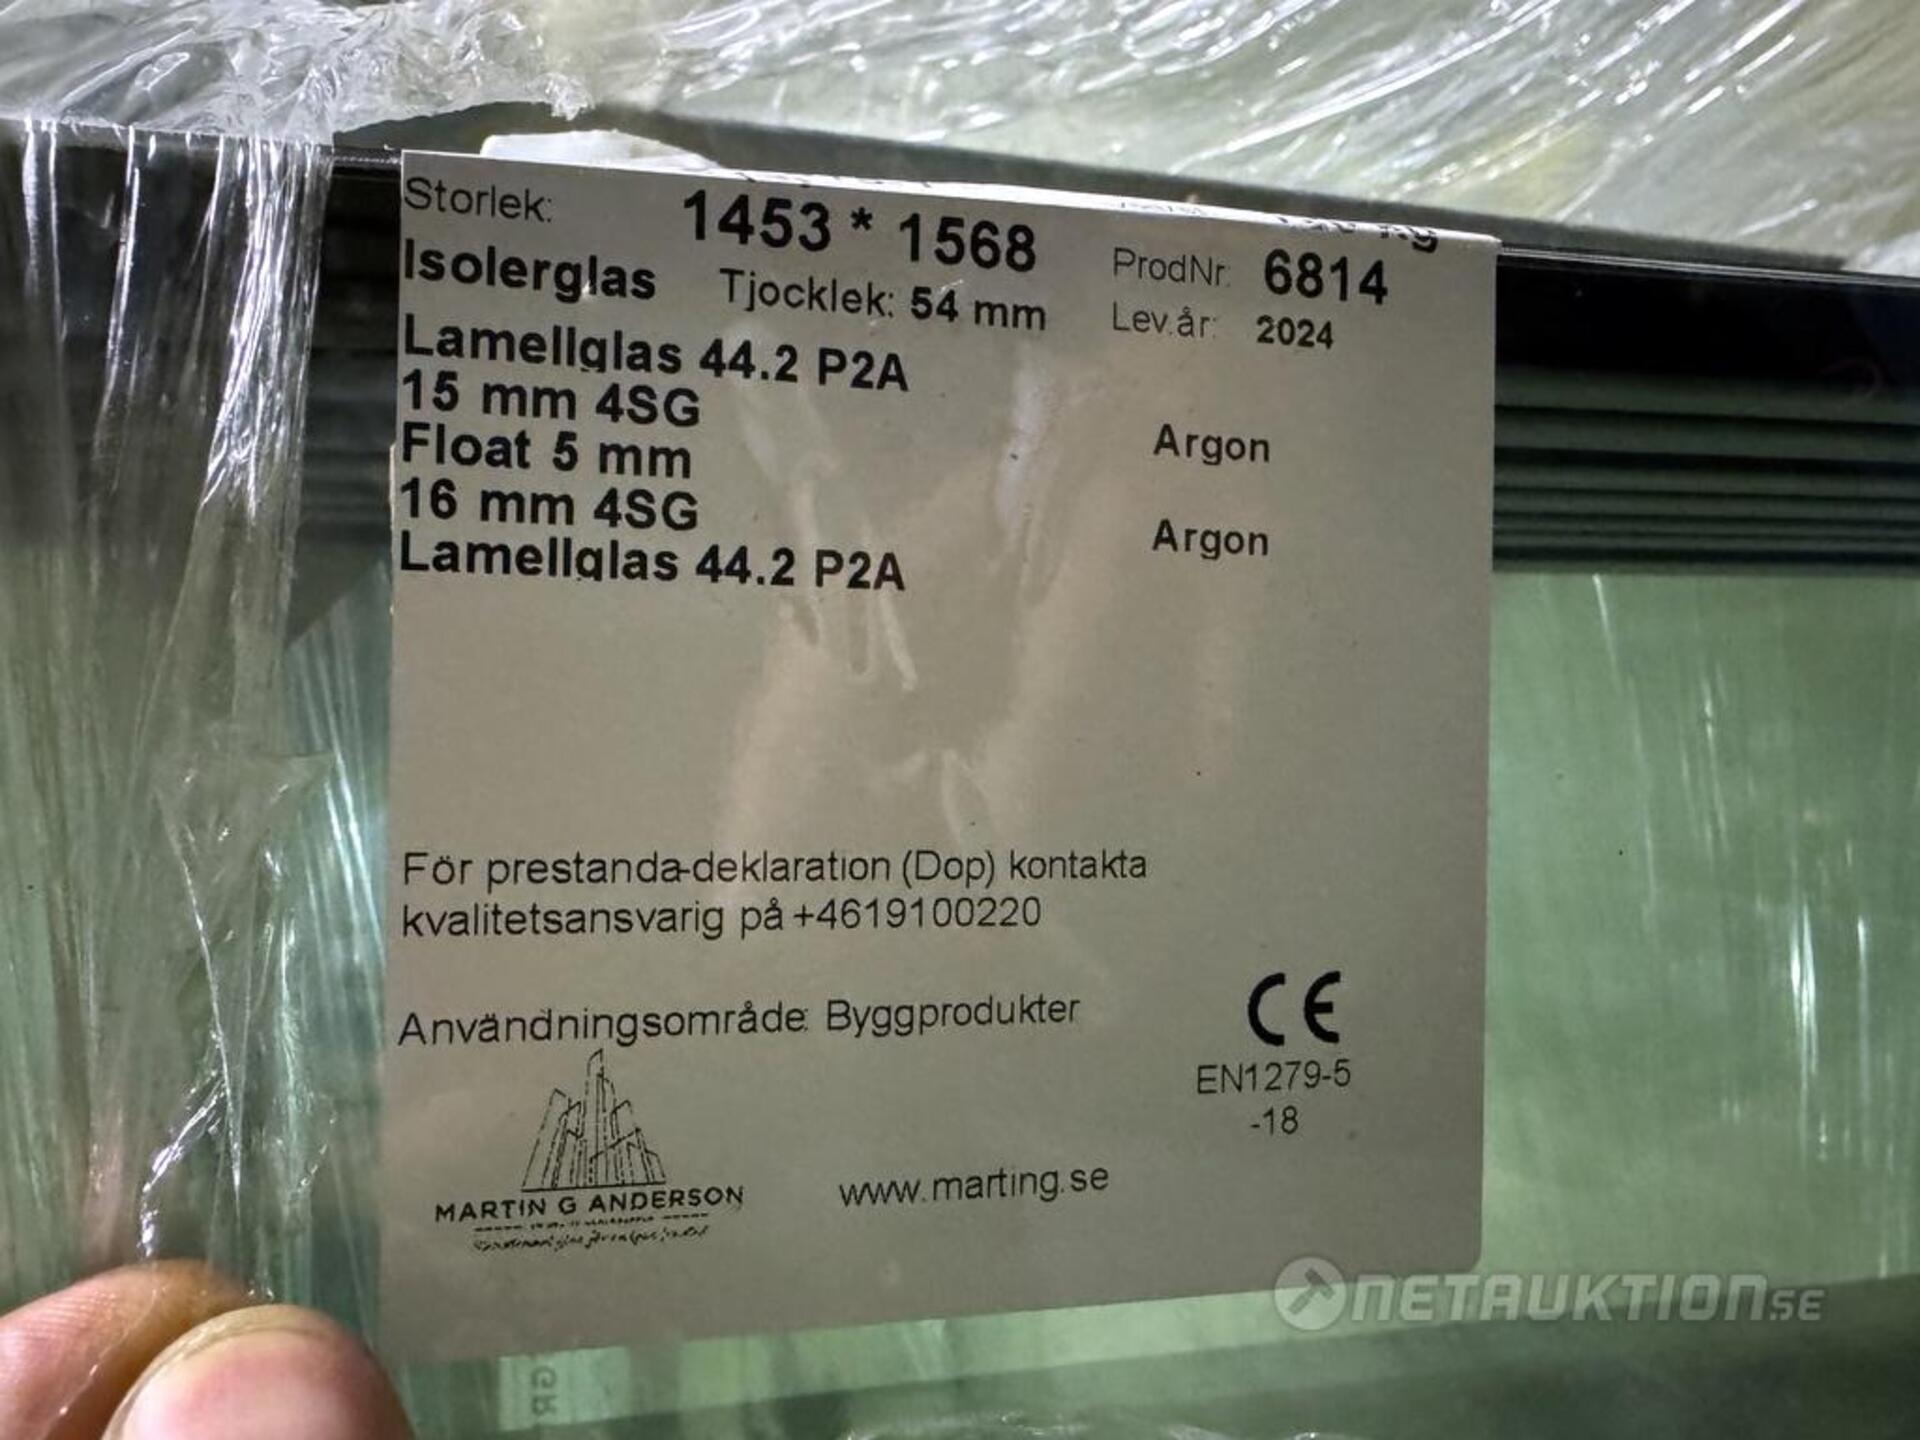 Storlek: 1453 * 1568 ProdNr: 6814
Isolerglas Tjocklek: 54 mm Lev.år: 2024
Lamellglas 44.2 P2A
15 mm 4SG Argon
Float 5 mm
16 mm 4SG Argon
Lamellglas 44.2 P2A
För prestanda-deklaration (Dop) kontakta
kvalitetsansvarig på +4619100220
Användningsområde: Byggprodukter
CE
EN1279-5
-18
MARTIN G ANDERSON
www.marting.se
NETAUKTION.SE